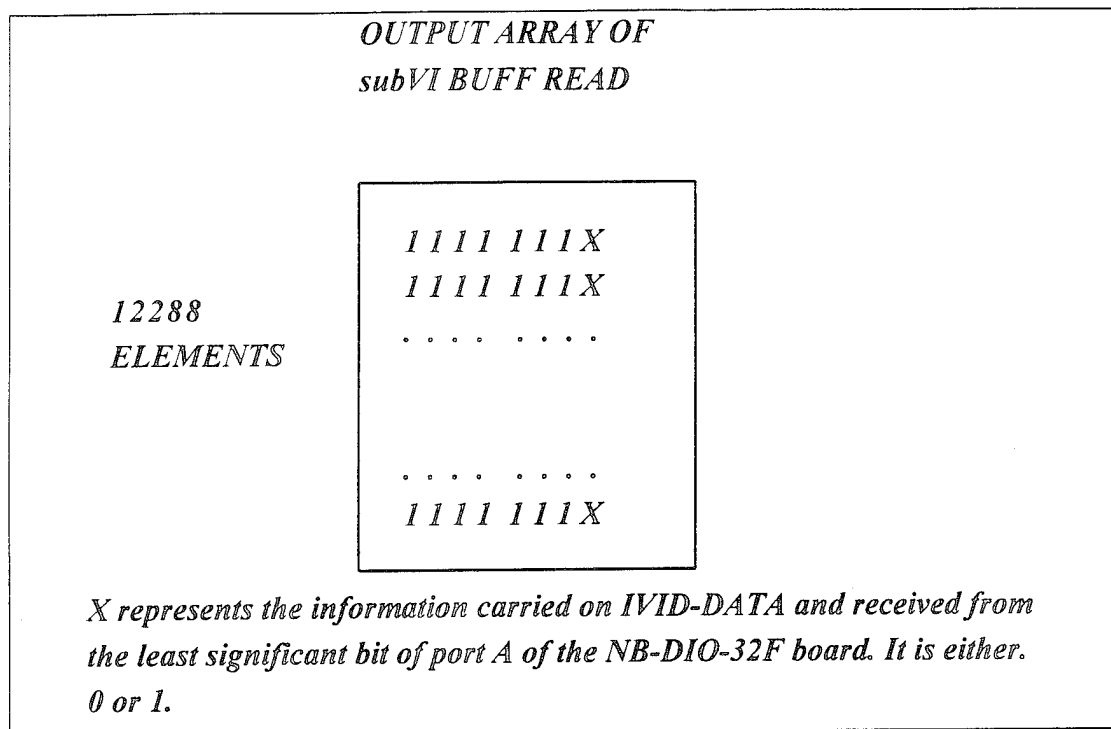 OUTPUT ARRAY OF
subVI BUFF READ
1111 111X
1111 111X
12288
ELEMENTS
. . . . . . . .
. . . . . . . .
1111 111X
X represents the information carried on IVID-DATA and received from
the least significant bit of port A of the NB-DIO-32F board. It is either.
0 or 1.